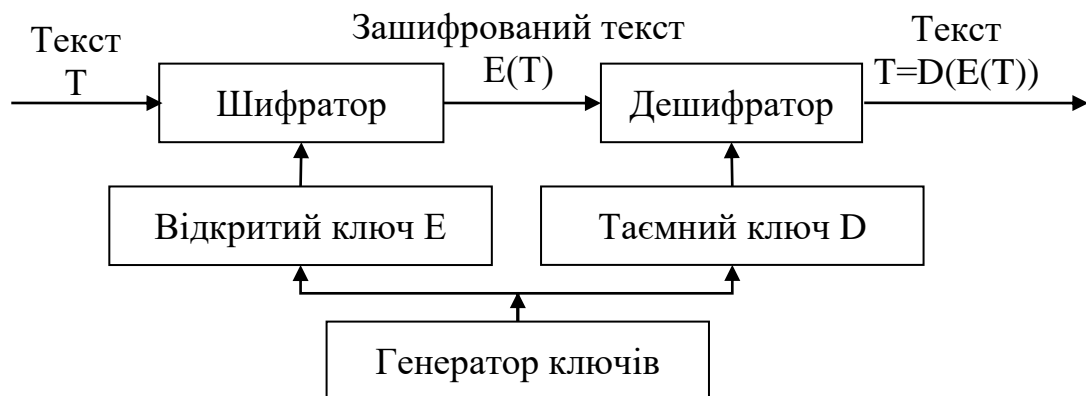 Текст
T
Зашифрований текст
E(T)
Текст
T=D(E(T))
Шифратор
Дешифратор
Відкритий ключ E
Таємний ключ D
Генератор ключів